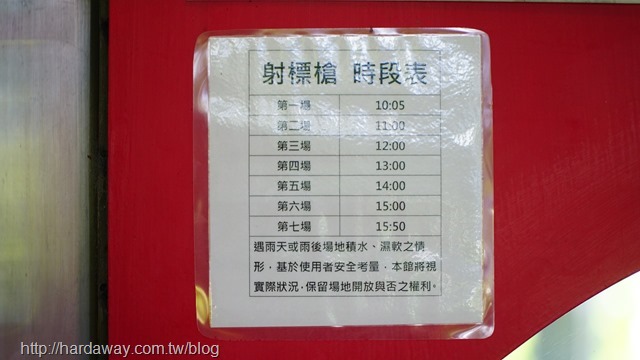 射標槍 時段表
第一場 10:05
第二場 11:00
第三場 12:00
第四場 13:00
第五場 14:00
第六場 15:00
第七場 15:50
遇雨天或雨後場地積水、濕軟之情
形，基於使用者安全考量，本館將視
實際狀況，保留場地開放與否之權利。
http://hardaway.com.tw/blog